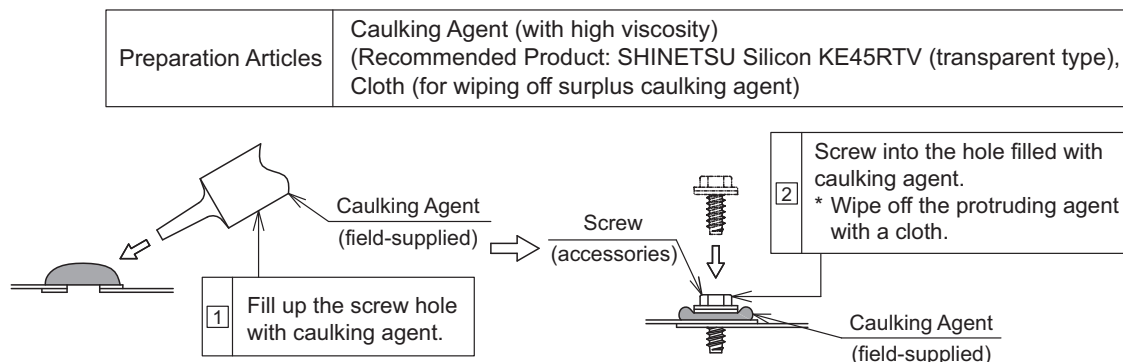 Preparation Articles
Caulking Agent (with high viscosity)
(Recommended Product: SHINETSU Silicon KE45RTV (transparent type),
Cloth (for wiping off surplus caulking agent)
Caulking Agent
(field-supplied)
1
Fill up the screw hole
with caulking agent.
Screw
(accessories)
2
Screw into the hole filled with
caulking agent.
* Wipe off the protruding agent
with a cloth.
Caulking Agent
(field-supplied)